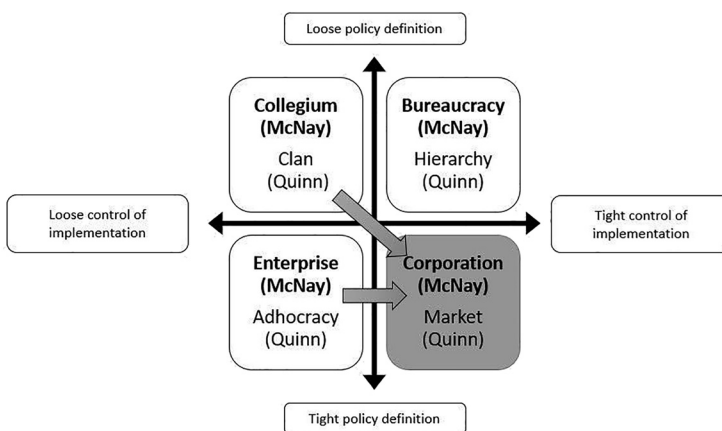 Loose policy definition
Collegium
(McNay)
Clan
(Quinn)
Bureaucracy
(McNay)
Hierarchy
(Quinn)
Loose control of
implementation
Tight control of
implementation
Enterprise
(McNay)
Adhocracy
(Quinn)
Corporation
(McNay)
Market
(Quinn)
Tight policy definition